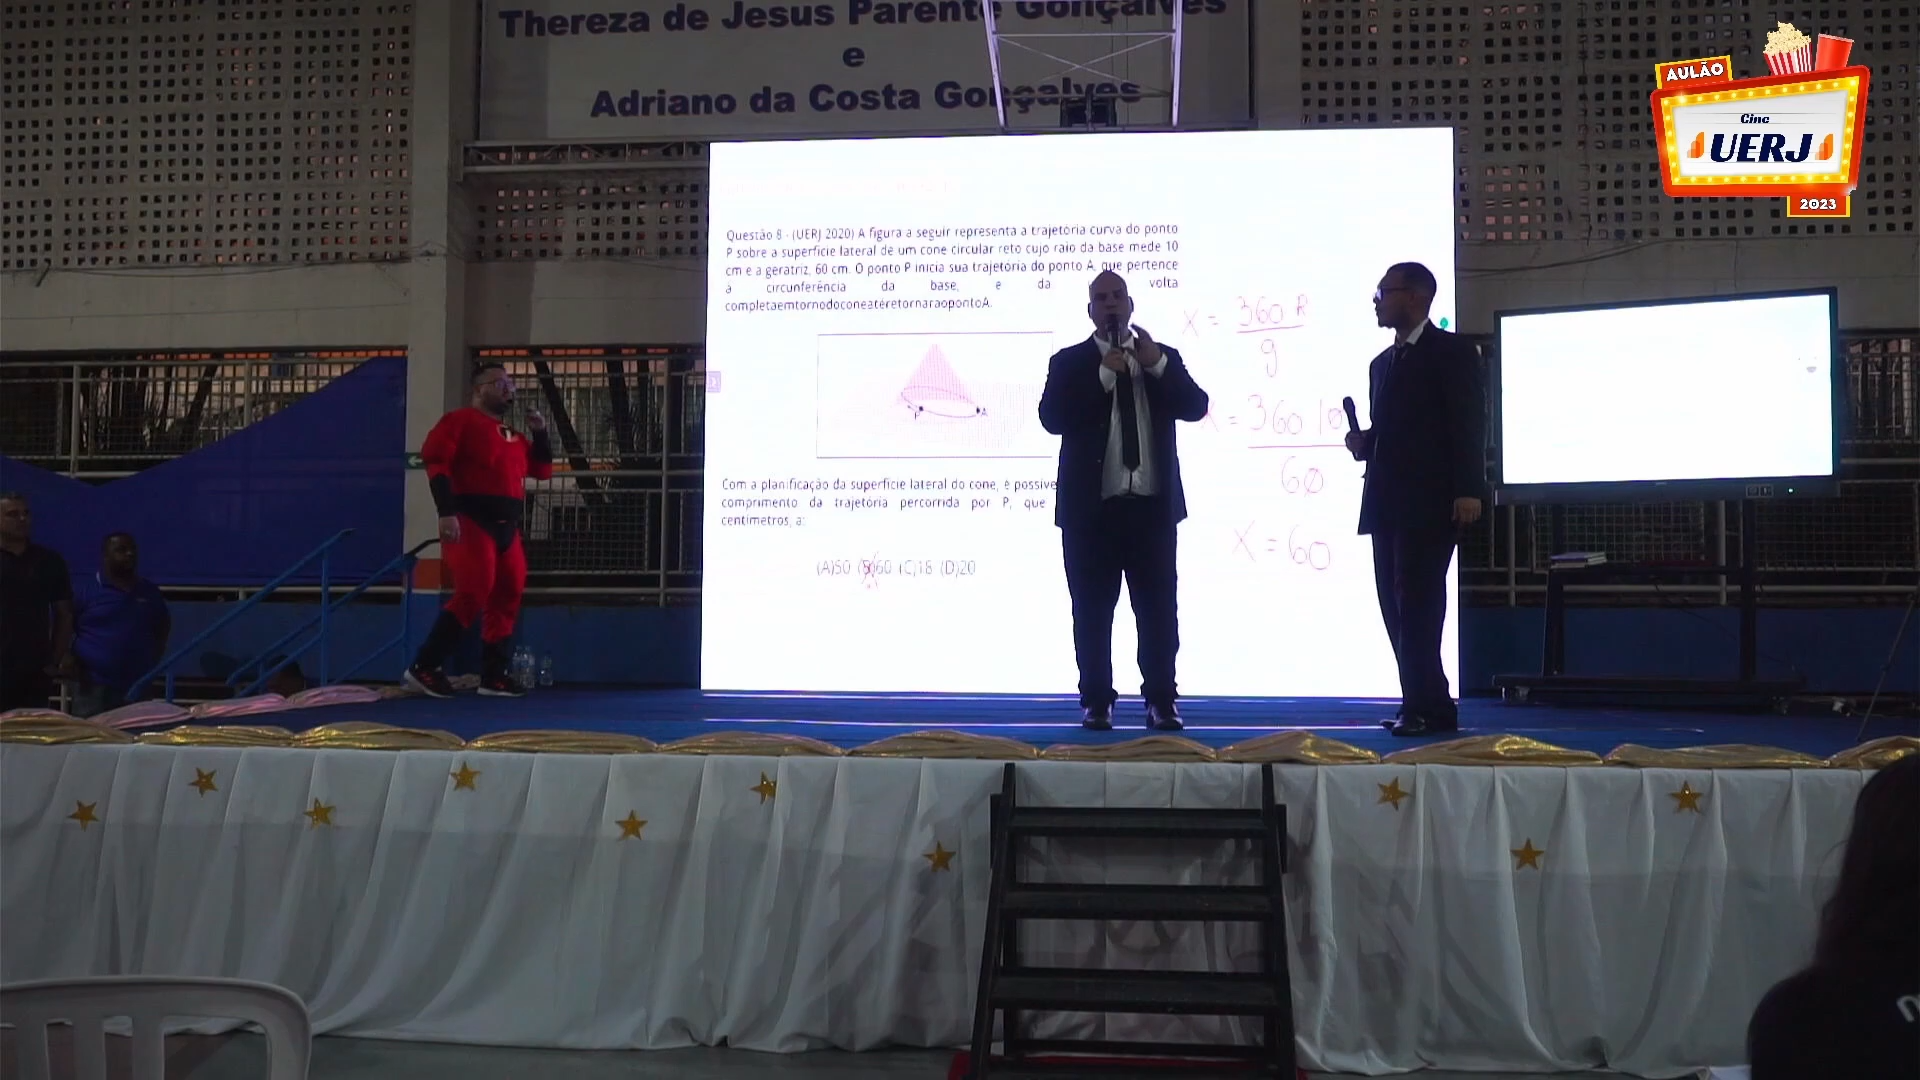 Thereza de Jesus Parente Gonçalves
e
Adriano da Costa Gonçalves
AULÃO
Cine
UERJ
2023
Questão 8 - (UERJ 2020) A figura a seguir representa a trajetória curva do ponto
P sobre a superfície lateral de um cone circular reto cujo raio da base mede 10
cm e a geratriz, 60 cm. O ponto P inicia sua trajetória do ponto A, que pertence
à circunferência da base, e da volta
completaemtornodoconeatéretornaraopontoA.
P A
Com a planificação da superfície lateral do cone, é possíve
comprimento da trajetória percorrida por P, que
centímetros, a:
(A)50 (B)60 (C)18 (D)20
X = 360 R
g
X = 360 10
60
X = 60